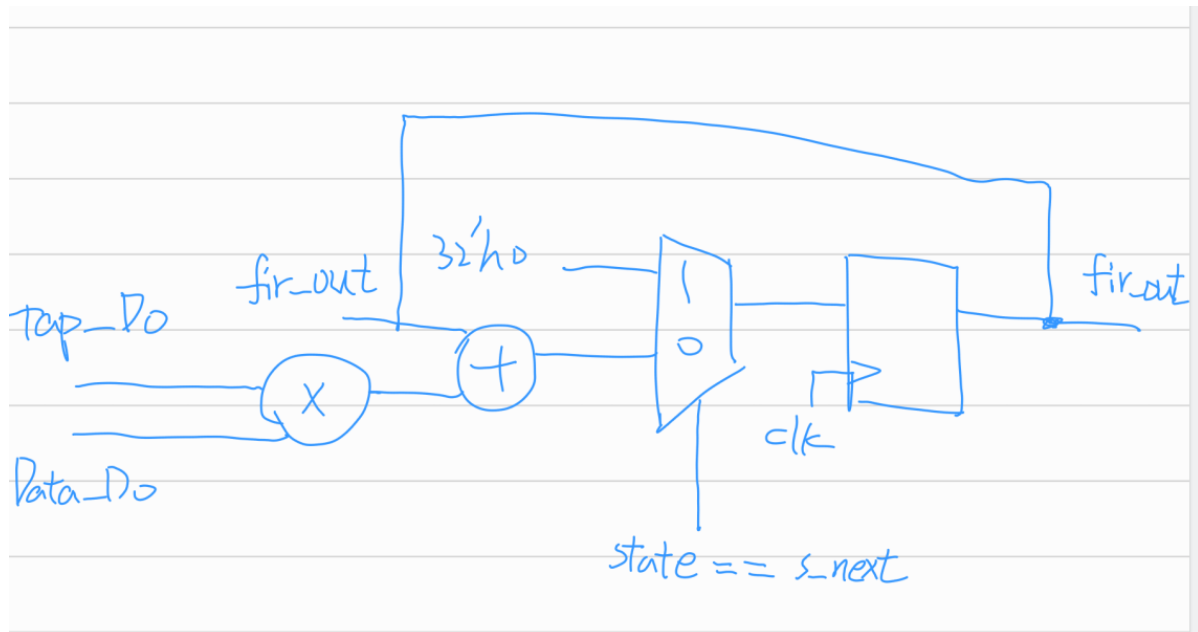 32'h0
fir_out
fir_out
Tap_Do
1
0
X
+
clk
Data_Do
state == s_next